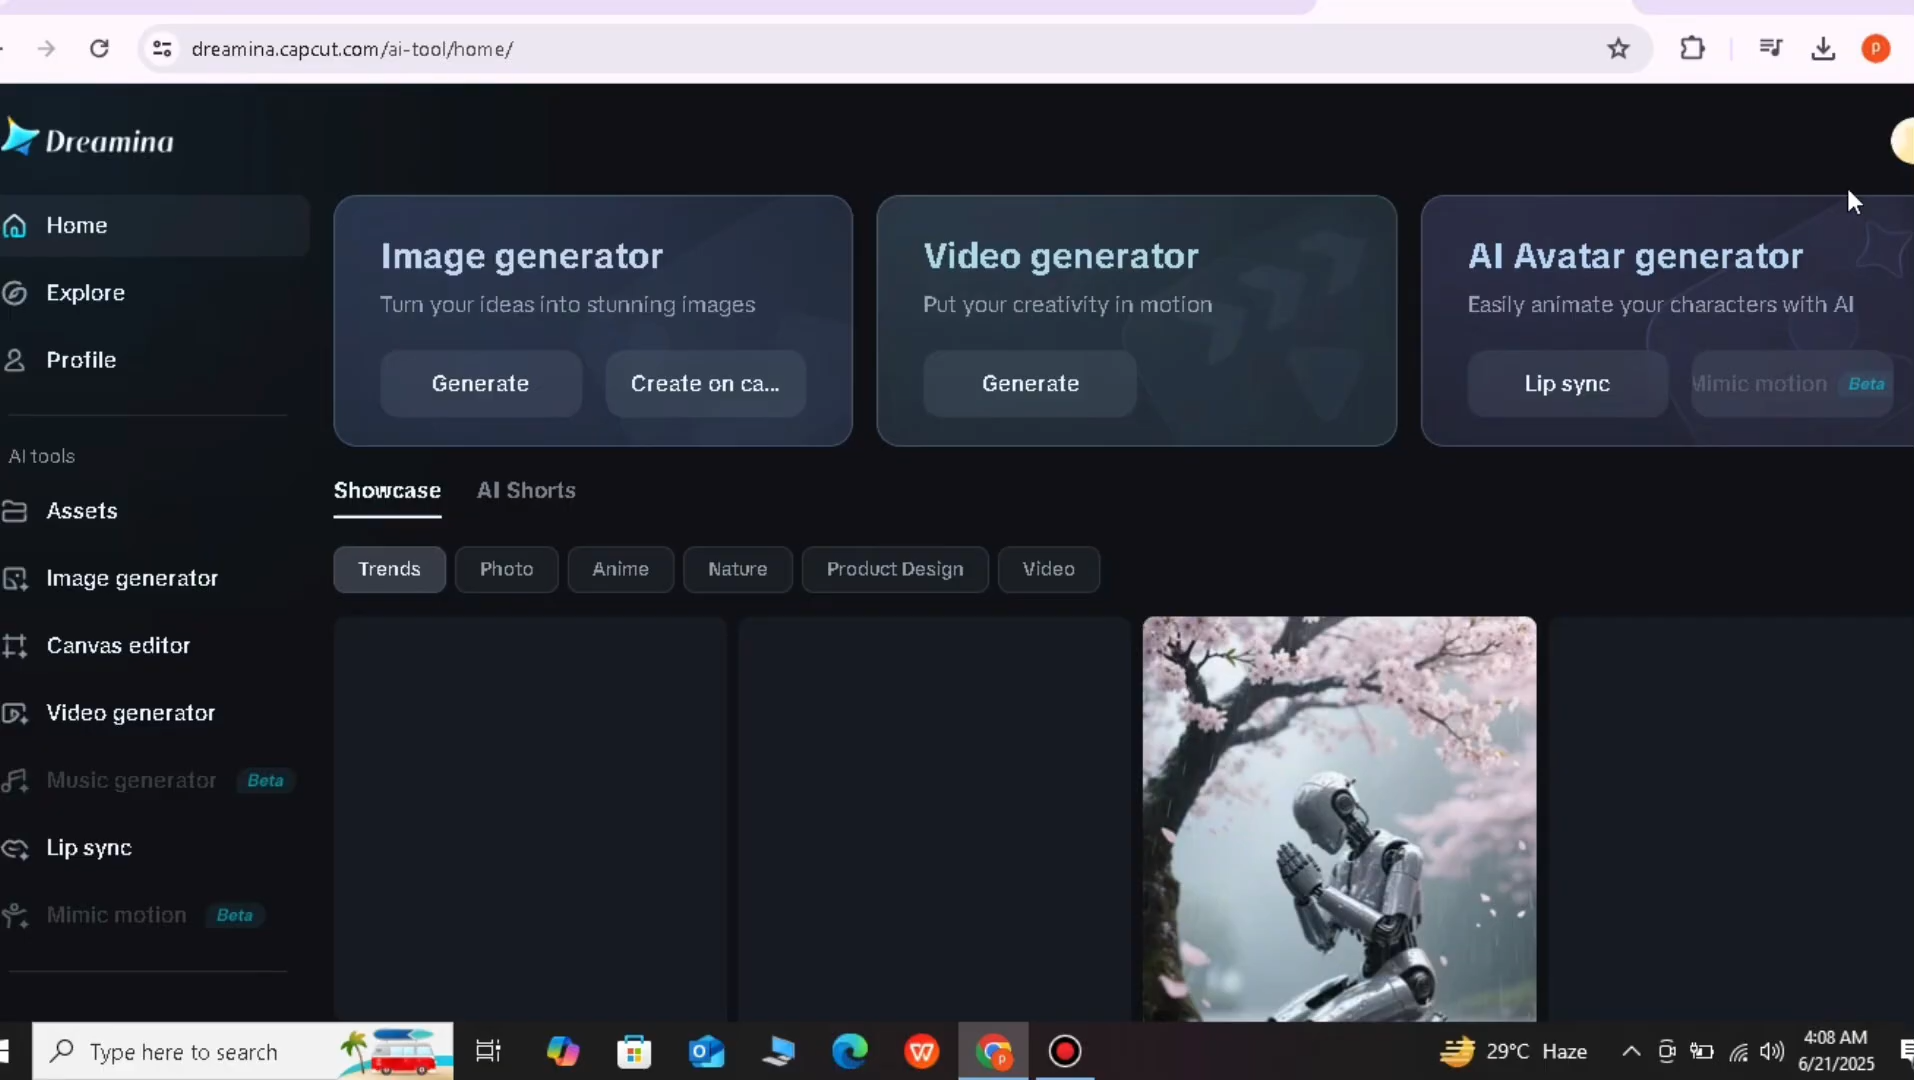 dreamina.capcut.com/ai-tool/home/
P
Dreamina
Home
Explore
Profile
AI tools
Assets
Image generator
Canvas editor
Video generator
Music generator Beta
Lip sync
Mimic motion Beta
Image generator
Turn your ideas into stunning images
Generate Create on ca...
Video generator
Put your creativity in motion
Generate
AI Avatar generator
Easily animate your characters with AI
Lip sync Mimic motion Beta
Showcase AI Shorts
Trends Photo Anime Nature Product Design Video
Type here to search
29°C Haze
4:08 AM
6/21/2025